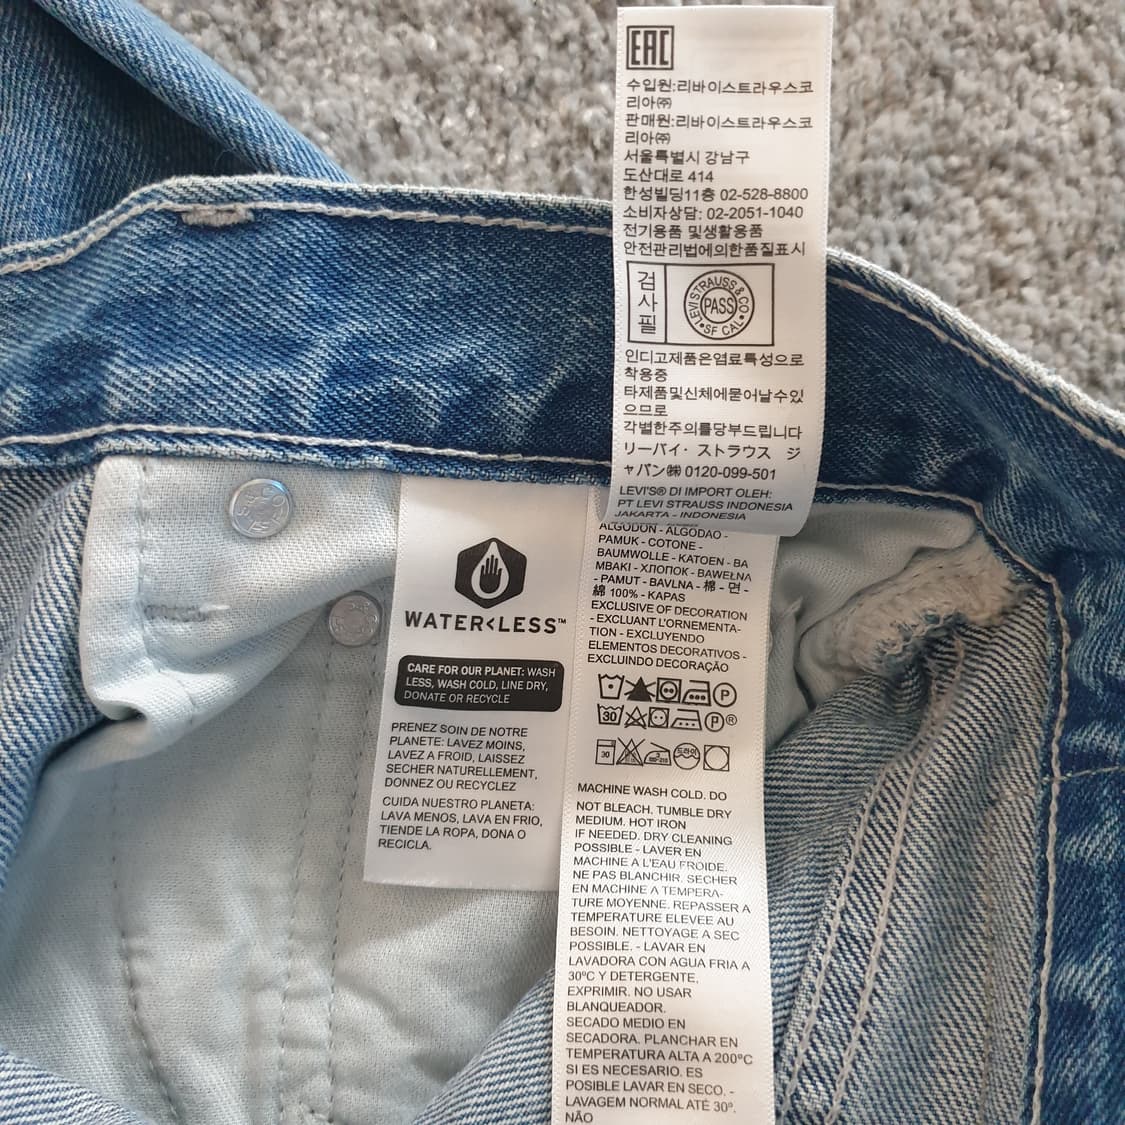 EAC
수입원:리바이스트라우스코
리아㈜
판매원:리바이스트라우스코
리아㈜
서울특별시 강남구
도산대로 414
한성빌딩11층 02-528-8800
소비자상담: 02-2051-1040
전기용품 및생활용품
안전관리법에의한품질표시
검사필
LEVI STRAUSS & CO
PASS
SF CAL
인디고제품은염료특성으로
착용중
타제품및신체에묻어날수있
으므로
각별한주의를당부드립니다
リーバイ・ストラウス ジ
ャパン㈱ 0120-099-501
LEVI'S® DI IMPORT OLEH:
PT LEVI STRAUSS INDONESIA
JAKARTA - INDONESIA
WATER<LESS™
CARE FOR OUR PLANET: WASH
LESS, WASH COLD, LINE DRY,
DONATE OR RECYCLE
PRENEZ SOIN DE NOTRE
PLANETE: LAVEZ MOINS,
LAVEZ A FROID, LAISSEZ
SECHER NATURELLEMENT,
DONNEZ OU RECYCLEZ
CUIDA NUESTRO PLANETA:
LAVA MENOS, LAVA EN FRIO,
TIENDE LA ROPA, DONA O
RECICLA.
ALGODON - ALGODAO -
PAMUK - COTONE -
BAUMWOLLE - KATOEN - BA
MBAKI - ХЛОПОК - BAWEŁNA
- PAMUT - BAVLNA - 棉 - 면 -
綿 100% - KAPAS
EXCLUSIVE OF DECORATION
- EXCLUANT L'ORNEMENTA-
TION - EXCLUYENDO
ELEMENTOS DECORATIVOS -
EXCLUINDO DECORAÇÃO
P
30 P ®
30 드라이
MACHINE WASH COLD. DO
NOT BLEACH. TUMBLE DRY
MEDIUM. HOT IRON
IF NEEDED. DRY CLEANING
POSSIBLE - LAVER EN
MACHINE A L'EAU FROIDE.
NE PAS BLANCHIR. SECHER
EN MACHINE A TEMPERA-
TURE MOYENNE. REPASSER A
TEMPERATURE ELEVEE AU
BESOIN. NETTOYAGE A SEC
POSSIBLE. - LAVAR EN
LAVADORA CON AGUA FRIA A
30ºC Y DETERGENTE,
EXPRIMIR. NO USAR
BLANQUEADOR.
SECADO MEDIO EN
SECADORA. PLANCHAR EN
TEMPERATURA ALTA A 200ºC
SI ES NECESARIO. ES
POSIBLE LAVAR EN SECO. -
LAVAGEM NORMAL ATÉ 30º.
NÃO